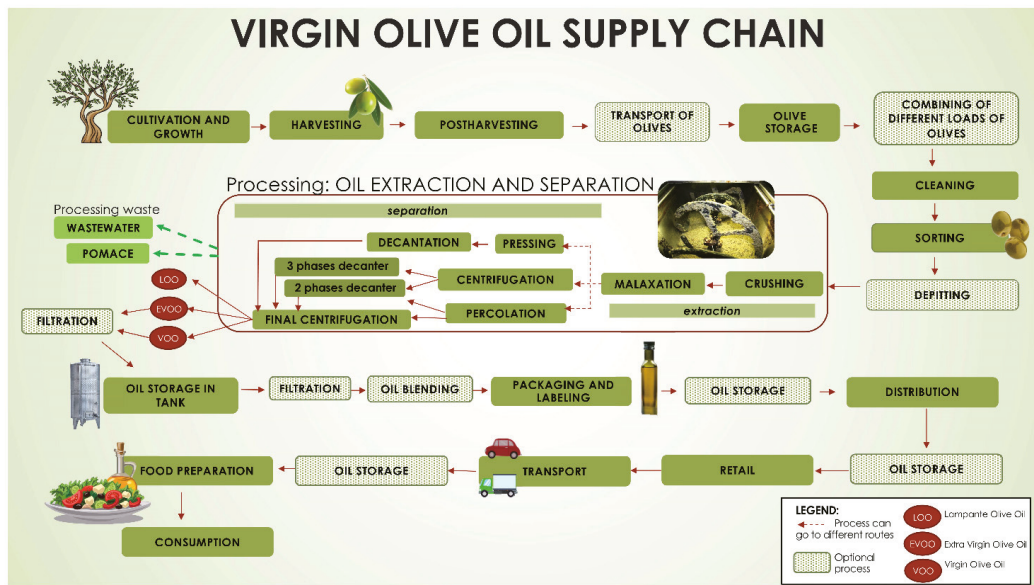 VIRGIN OLIVE OIL SUPPLY CHAIN
CULTIVATION AND
GROWTH
HARVESTING
POSTHARVESTING
TRANSPORT OF
OLIVES
OLIVE
STORAGE
COMBINING OF
DIFFERENT LOADS OF
OLIVES
CLEANING
SORTING
DEPITTING
Processing: OIL EXTRACTION AND SEPARATION
separation
extraction
CRUSHING
MALAXATION
PRESSING
DECANTATION
CENTRIFUGATION
3 phases decanter
2 phases decanter
PERCOLATION
FINAL CENTRIFUGATION
Processing waste
WASTEWATER
POMACE
LOO
EVOO
VOO
FILTRATION
OIL STORAGE IN
TANK
FILTRATION
OIL BLENDING
PACKAGING AND
LABELING
OIL STORAGE
DISTRIBUTION
OIL STORAGE
RETAIL
TRANSPORT
OIL STORAGE
FOOD PREPARATION
CONSUMPTION
LEGEND:
Process can
go to different routes
Optional
process
LOO
Lampante Olive Oil
EVOO
Extra Virgin Olive Oil
VOO
Virgin Olive Oil